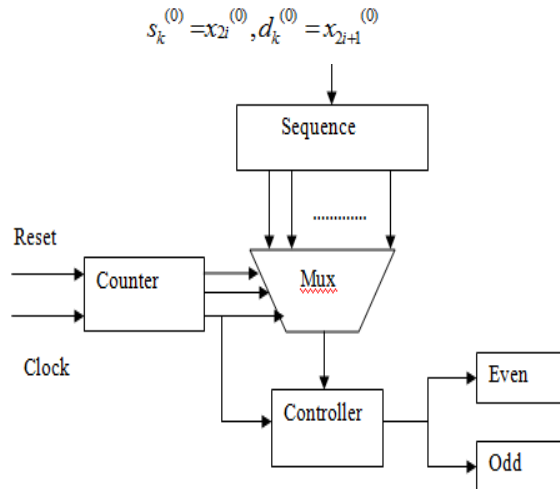 s_k^(0) = x_2i^(0), d_k^(0) = x_2i+1^(0)
Sequence
Reset
Counter
Mux
Clock
Controller
Even
Odd